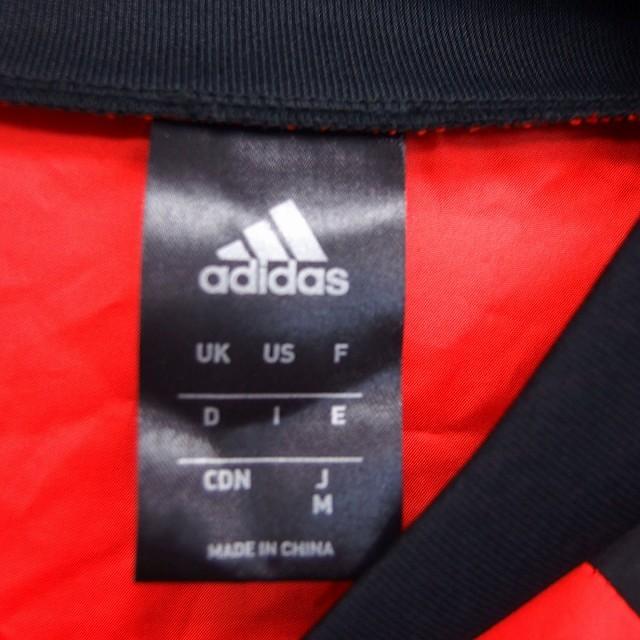 adidas
UK US F
D I E
CDN J
M
MADE IN CHINA